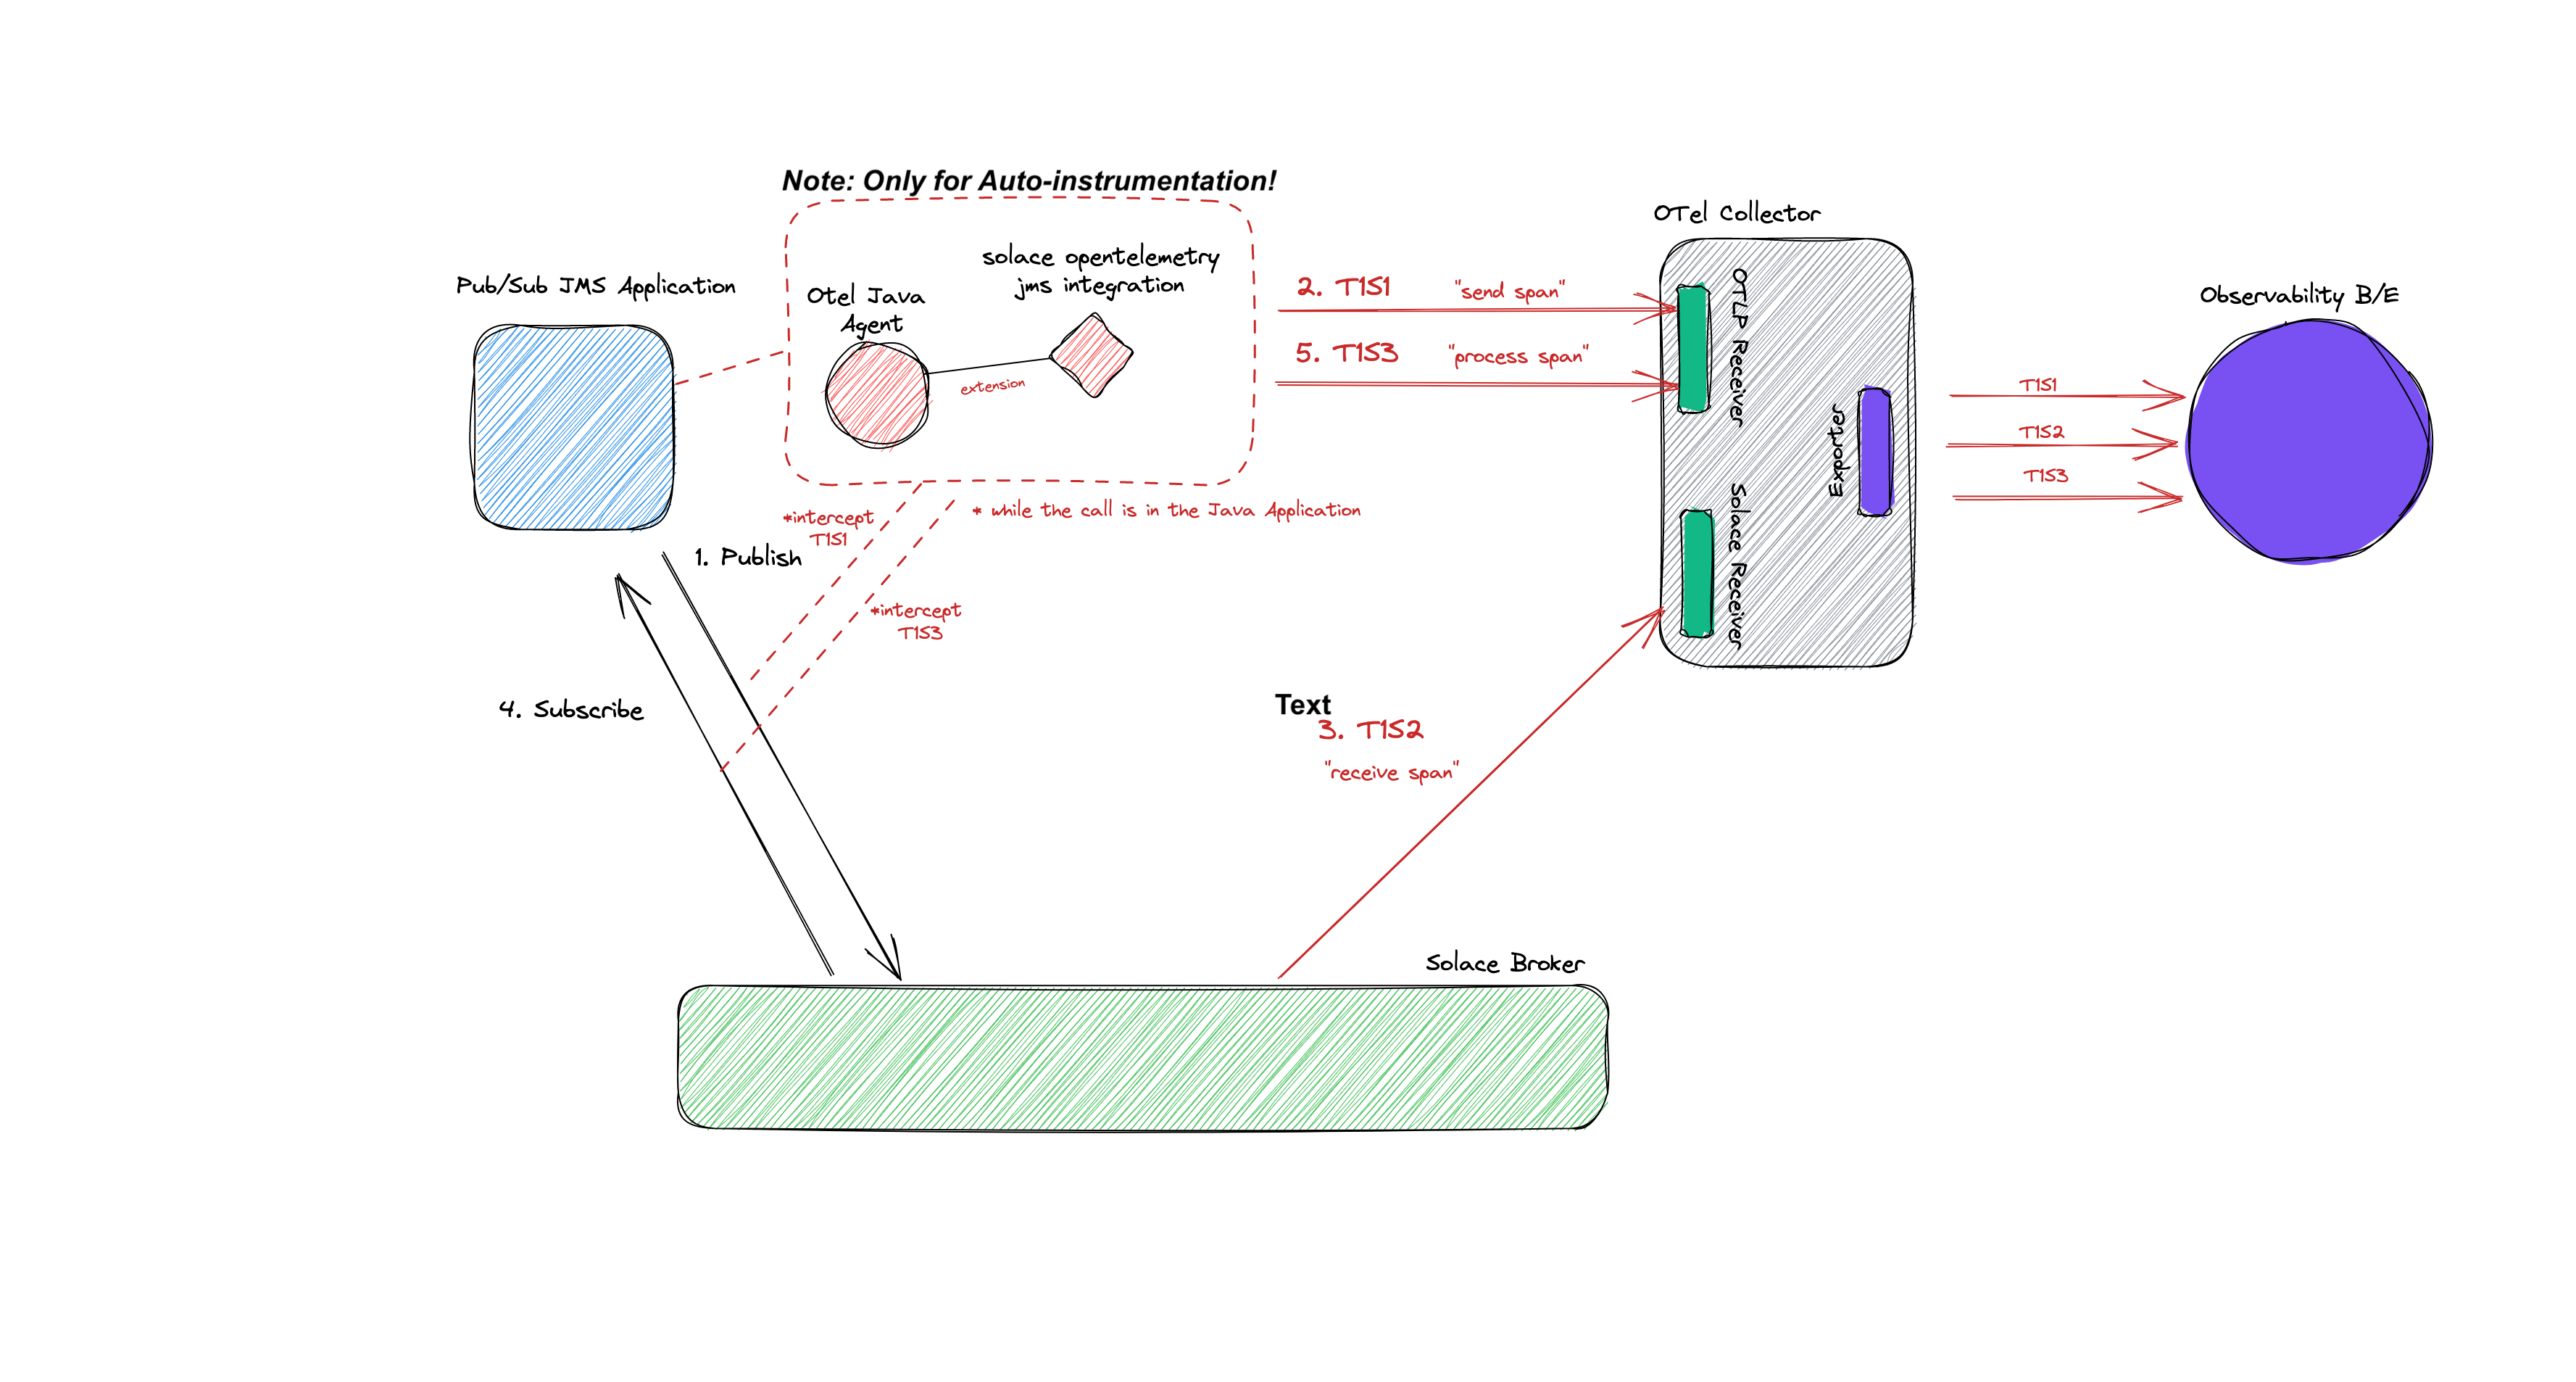 Note: Only for Auto-instrumentation!
Pub/Sub JMS Application
Otel Java
Agent
solace opentelemetry
jms integration
extension
2. T1S1
"send span"
5. T1S3
"process span"
OTel Collector
OTLP Receiver
Solace Receiver
Exporter
T1S1
T1S2
T1S3
Observability B/E
*intercept
T1S1
* while the call is in the Java Application
1. Publish
*intercept
T1S3
4. Subscribe
Text
3. T1S2
"receive span"
Solace Broker